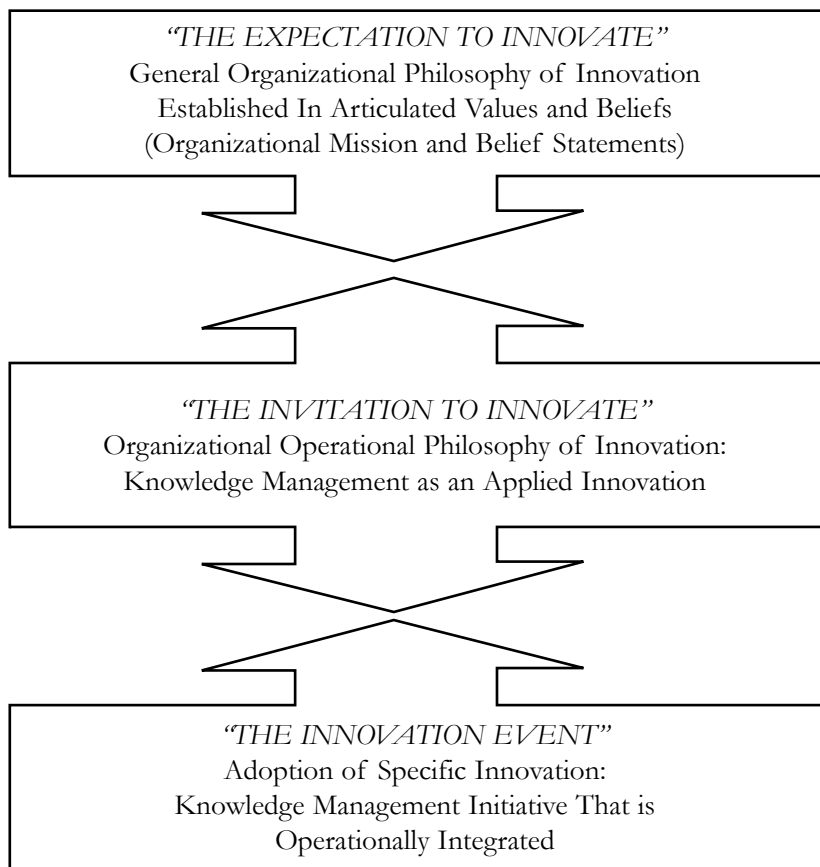 “THE EXPECTATION TO INNOVATE”
General Organizational Philosophy of Innovation
Established In Articulated Values and Beliefs
(Organizational Mission and Belief Statements)
“THE INVITATION TO INNOVATE”
Organizational Operational Philosophy of Innovation:
Knowledge Management as an Applied Innovation
“THE INNOVATION EVENT”
Adoption of Specific Innovation:
Knowledge Management Initiative That is
Operationally Integrated